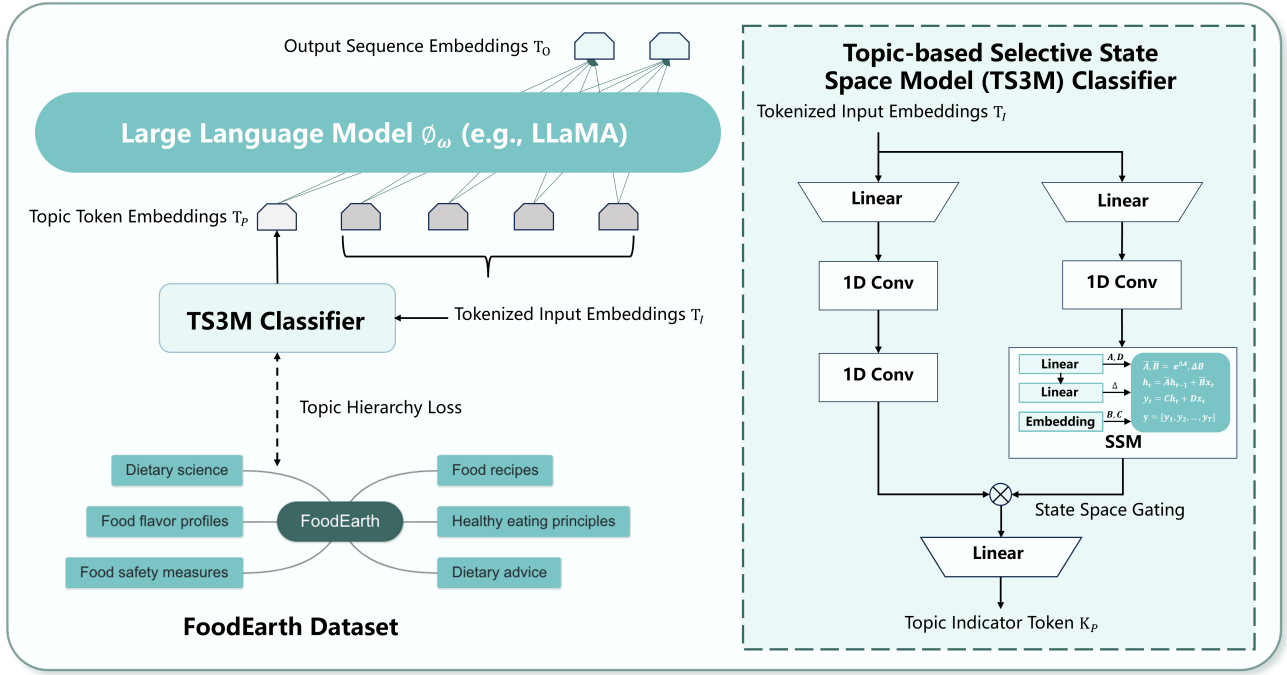 Output Sequence Embeddings T_O
Large Language Model ∅_ω (e.g., LLaMA)
Topic Token Embeddings T_P
TS3M Classifier
Tokenized Input Embeddings T_I
Topic Hierarchy Loss
Dietary science
Food recipes
Food flavor profiles
FoodEarth
Healthy eating principles
Food safety measures
Dietary advice
FoodEarth Dataset
Topic-based Selective State
Space Model (TS3M) Classifier
Tokenized Input Embeddings T_I
Linear
Linear
1D Conv
1D Conv
1D Conv
Linear
A, D
Linear
Δ
Embedding
B, C
A̅, B̅ = e^{ΔA}, ΔB
h_t = A̅h_{t-1} + B̅x_t
y_t = Ch_t + Dx_t
y = [y_1, y_2, ..., y_T]
SSM
State Space Gating
Linear
Topic Indicator Token K_P